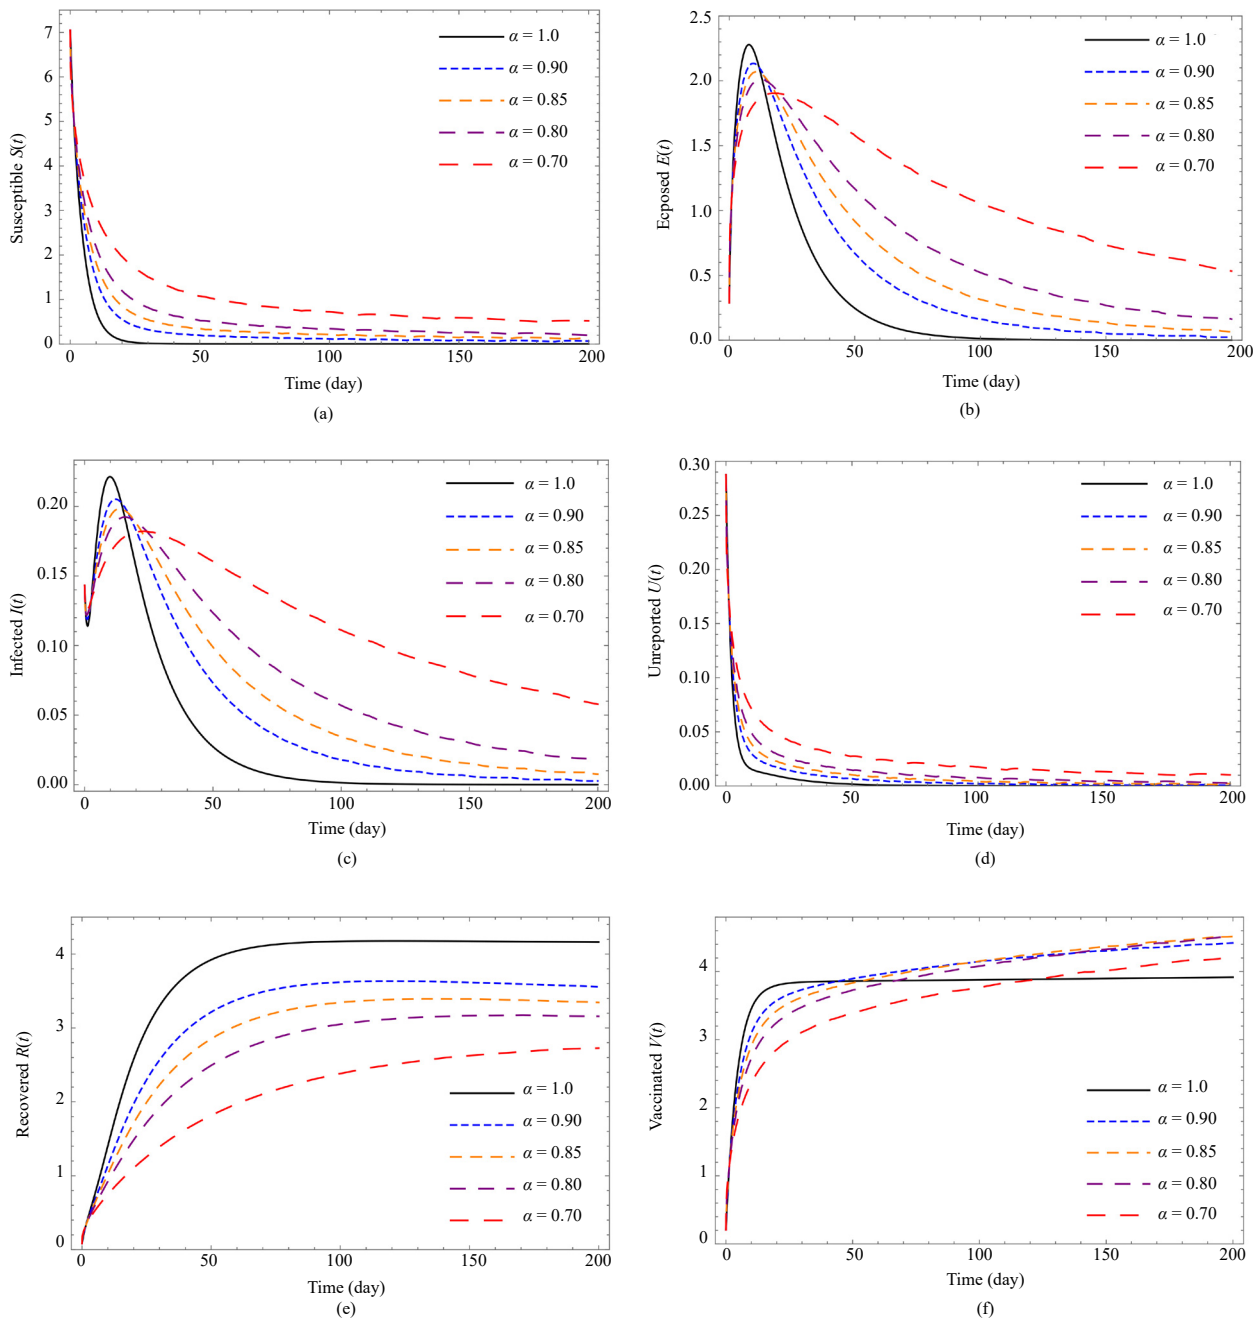 7
6
5
4
3
2
1
0
0
50
100
150
200
Susceptible S(t)
Time (day)
α = 1.0
α = 0.90
α = 0.85
α = 0.80
α = 0.70
(a)
2.5
2.0
1.5
1.0
0.5
0.0
0
50
100
150
200
Ecposed E(t)
Time (day)
α = 1.0
α = 0.90
α = 0.85
α = 0.80
α = 0.70
(b)
0.20
0.15
0.10
0.05
0.00
0
50
100
150
200
Infected I(t)
Time (day)
α = 1.0
α = 0.90
α = 0.85
α = 0.80
α = 0.70
(c)
0.30
0.25
0.20
0.15
0.10
0.05
0.00
0
50
100
150
200
Unreported U(t)
Time (day)
α = 1.0
α = 0.90
α = 0.85
α = 0.80
α = 0.70
(d)
4
3
2
1
0
0
50
100
150
200
Recovered R(t)
Time (day)
α = 1.0
α = 0.90
α = 0.85
α = 0.80
α = 0.70
(e)
4
3
2
1
0
0
50
100
150
200
Vaccinated V(t)
Time (day)
α = 1.0
α = 0.90
α = 0.85
α = 0.80
α = 0.70
(f)